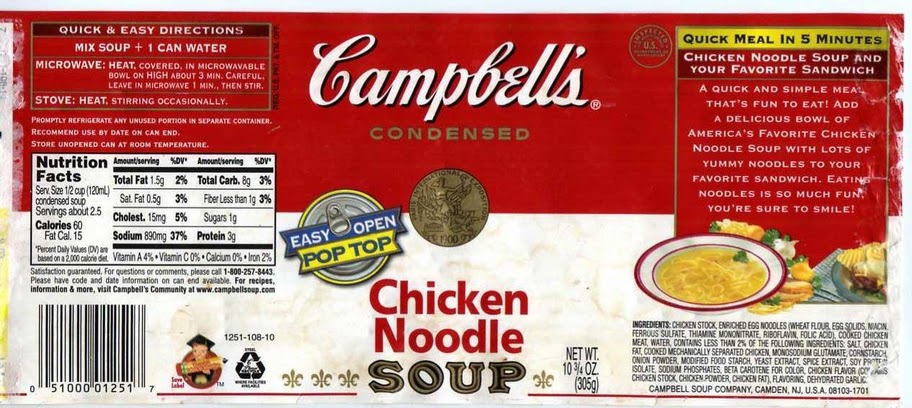 QUICK & EASY DIRECTIONS
MIX SOUP + 1 CAN WATER
MICROWAVE: HEAT, COVERED, IN MICROWAVABLE
BOWL ON HIGH ABOUT 3 MIN. CAREFUL,
LEAVE IN MICROWAVE 1 MIN., THEN STIR.
STOVE: HEAT, STIRRING OCCASIONALLY.
PROMPTLY REFRIGERATE ANY UNUSED PORTION IN SEPARATE CONTAINER.
RECOMMEND USE BY DATE ON CAN END.
STORE UNOPENED CAN AT ROOM TEMPERATURE.
Nutrition
Facts
Serv. Size 1/2 cup (120mL)
condensed soup
Servings about 2.5
Calories 60
Fat Cal. 15
*Percent Daily Values (DV) are
based on a 2,000 calorie diet.
Amount/serving %DV* Amount/serving %DV*
Total Fat 1.5g 2% Total Carb. 8g 3%
Sat. Fat 0.5g 3% Fiber Less than 1g 3%
Cholest. 15mg 5% Sugars 1g
Sodium 890mg 37% Protein 3g
Vitamin A 4% • Vitamin C 0% • Calcium 0% • Iron 2%
Satisfaction guaranteed. For questions or comments, please call 1-800-257-8443.
Please have code and date information on can end available. For recipes,
information & more, visit Campbell's Community at www.campbellsoup.com
0 51000 01251 7
Save
Label
TM
1251-108-10
STEEL
WHERE FACILITIES
AVAILABLE
Campbell's®
CONDENSED
1900
EASY OPEN
POP TOP
Chicken
Noodle
SOUP
NET WT.
10 3/4 OZ.
(305g)
INSPECTED
U.S.
QUICK MEAL IN 5 MINUTES
CHICKEN NOODLE SOUP AND
YOUR FAVORITE SANDWICH
A QUICK AND SIMPLE MEAL
THAT'S FUN TO EAT! ADD
A DELICIOUS BOWL OF
AMERICA'S FAVORITE CHICKEN
NOODLE SOUP WITH LOTS OF
YUMMY NOODLES TO YOUR
FAVORITE SANDWICH. EATING
NOODLES IS SO MUCH FUN,
YOU'RE SURE TO SMILE!
INGREDIENTS: CHICKEN STOCK, ENRICHED EGG NOODLES (WHEAT FLOUR, EGG SOLIDS, NIACIN,
FERROUS SULFATE, THIAMINE MONONITRATE, RIBOFLAVIN, FOLIC ACID), COOKED CHICKEN
MEAT, WATER, CONTAINS LESS THAN 2% OF THE FOLLOWING INGREDIENTS: SALT, CHICKEN
FAT, COOKED MECHANICALLY SEPARATED CHICKEN, MONOSODIUM GLUTAMATE, CORNSTARCH,
ONION POWDER, MODIFIED FOOD STARCH, YEAST EXTRACT, SPICE EXTRACT, SOY PROTEIN
ISOLATE, SODIUM PHOSPHATES, BETA CAROTENE FOR COLOR, CHICKEN FLAVOR (CONTAINS
CHICKEN STOCK, CHICKEN POWDER, CHICKEN FAT), FLAVORING, DEHYDRATED GARLIC.
CAMPBELL SOUP COMPANY, CAMDEN, NJ, U.S.A. 08103-1701